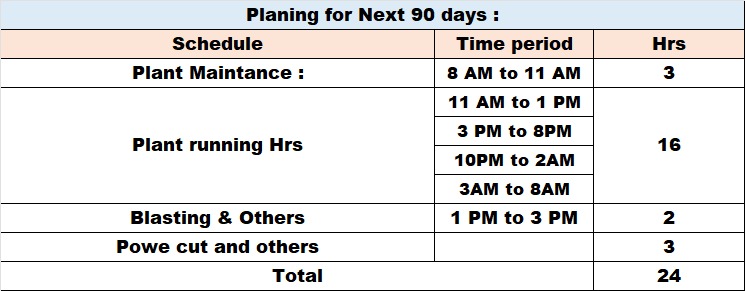 Planing for Next 90 days :
Schedule Time period Hrs
Plant Maintance : 8 AM to 11 AM 3
Plant running Hrs 11 AM to 1 PM 16
3 PM to 8PM
10PM to 2AM
3AM to 8AM
Blasting & Others 1 PM to 3 PM 2
Powe cut and others 3
Total 24